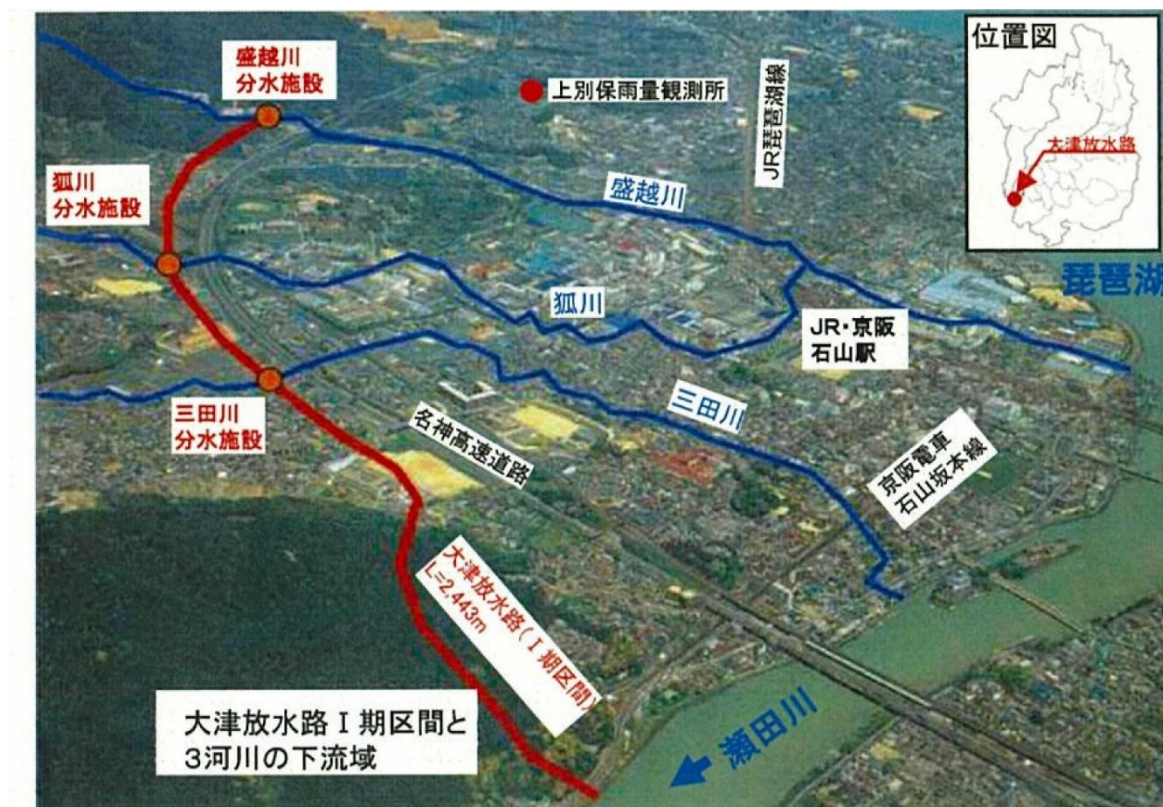 盛越川
分水施設
上別保雨量観測所
JR琵琶湖線
位置図
大津放水路
狐川
分水施設
盛越川
琵琶湖
狐川
JR・京阪
石山駅
三田川
分水施設
三田川
名神高速道路
京阪電車
石山坂本線
大津放水路(Ⅰ期区間)
L=2,443m
大津放水路Ⅰ期区間と
3河川の下流域
瀬田川